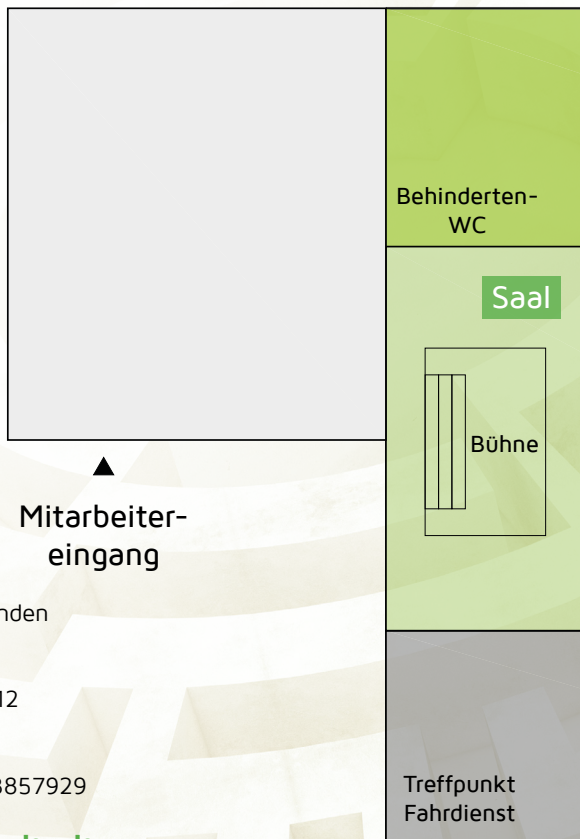 Behinderten-
WC
Saal
Bühne
Mitarbeiter-
eingang
nden
12
3857929
Treffpunkt
Fahrdienst